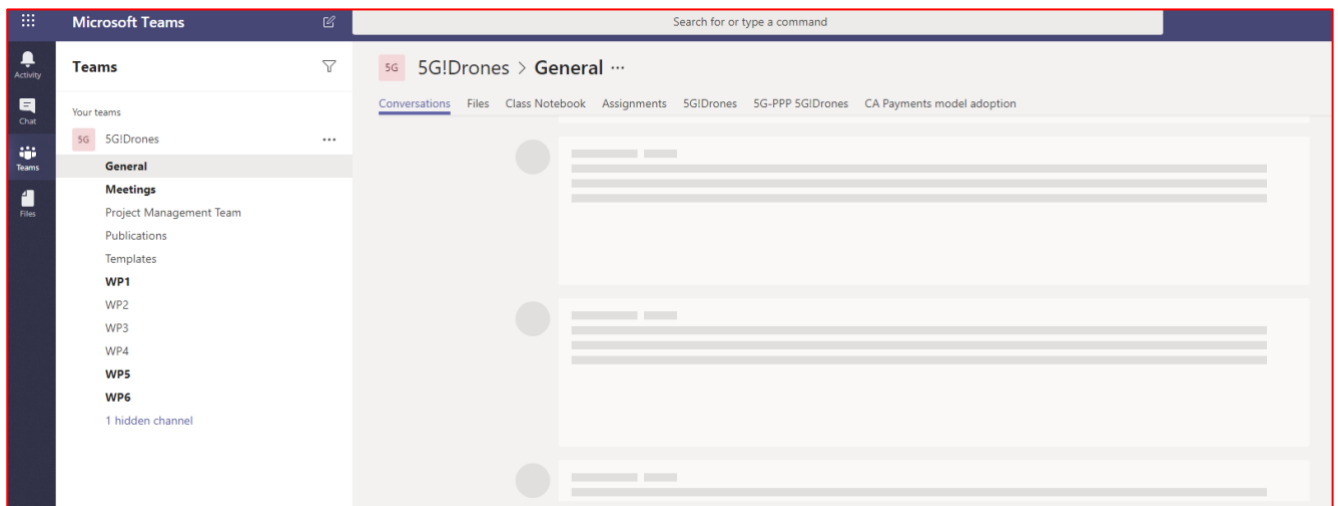 Microsoft Teams
Search for or type a command
Activity
Chat
Teams
Files
Teams
Your teams
5G 5G!Drones ...
General
Meetings
Project Management Team
Publications
Templates
WP1
WP2
WP3
WP4
WP5
WP6
1 hidden channel
5G 5G!Drones > General ...
Conversations Files Class Notebook Assignments 5G!Drones 5G-PPP 5G!Drones CA Payments model adoption